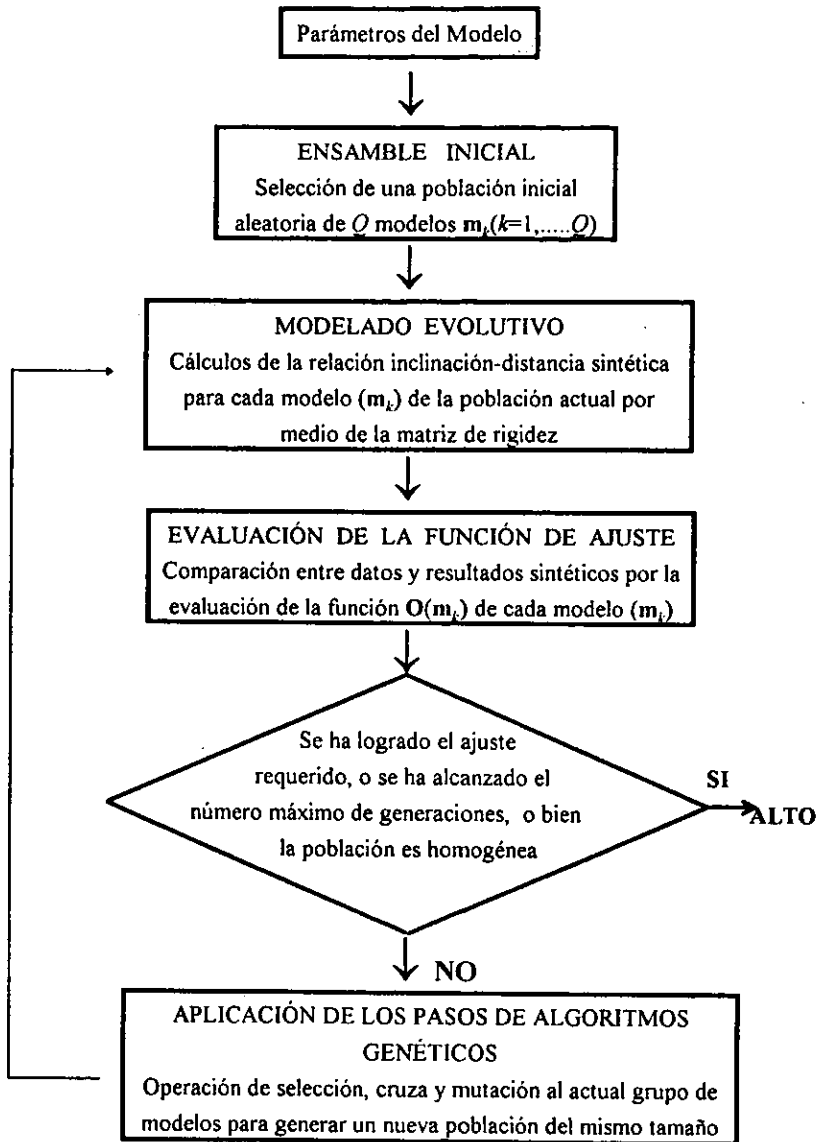 Parámetros del Modelo
ENSAMBLE INICIAL
Selección de una población inicial
aleatoria de Q modelos mk(k=1,.....Q)
MODELADO EVOLUTIVO
Cálculos de la relación inclinación-distancia sintética
para cada modelo (mk) de la población actual por
medio de la matriz de rigidez
EVALUACIÓN DE LA FUNCIÓN DE AJUSTE
Comparación entre datos y resultados sintéticos por la
evaluación de la función O(mk) de cada modelo (mk)
Se ha logrado el ajuste
requerido, o se ha alcanzado el
número máximo de generaciones, o bien
la población es homogénea
SI
ALTO
NO
APLICACIÓN DE LOS PASOS DE ALGORITMOS
GENÉTICOS
Operación de selección, cruza y mutación al actual grupo de
modelos para generar un nueva población del mismo tamaño